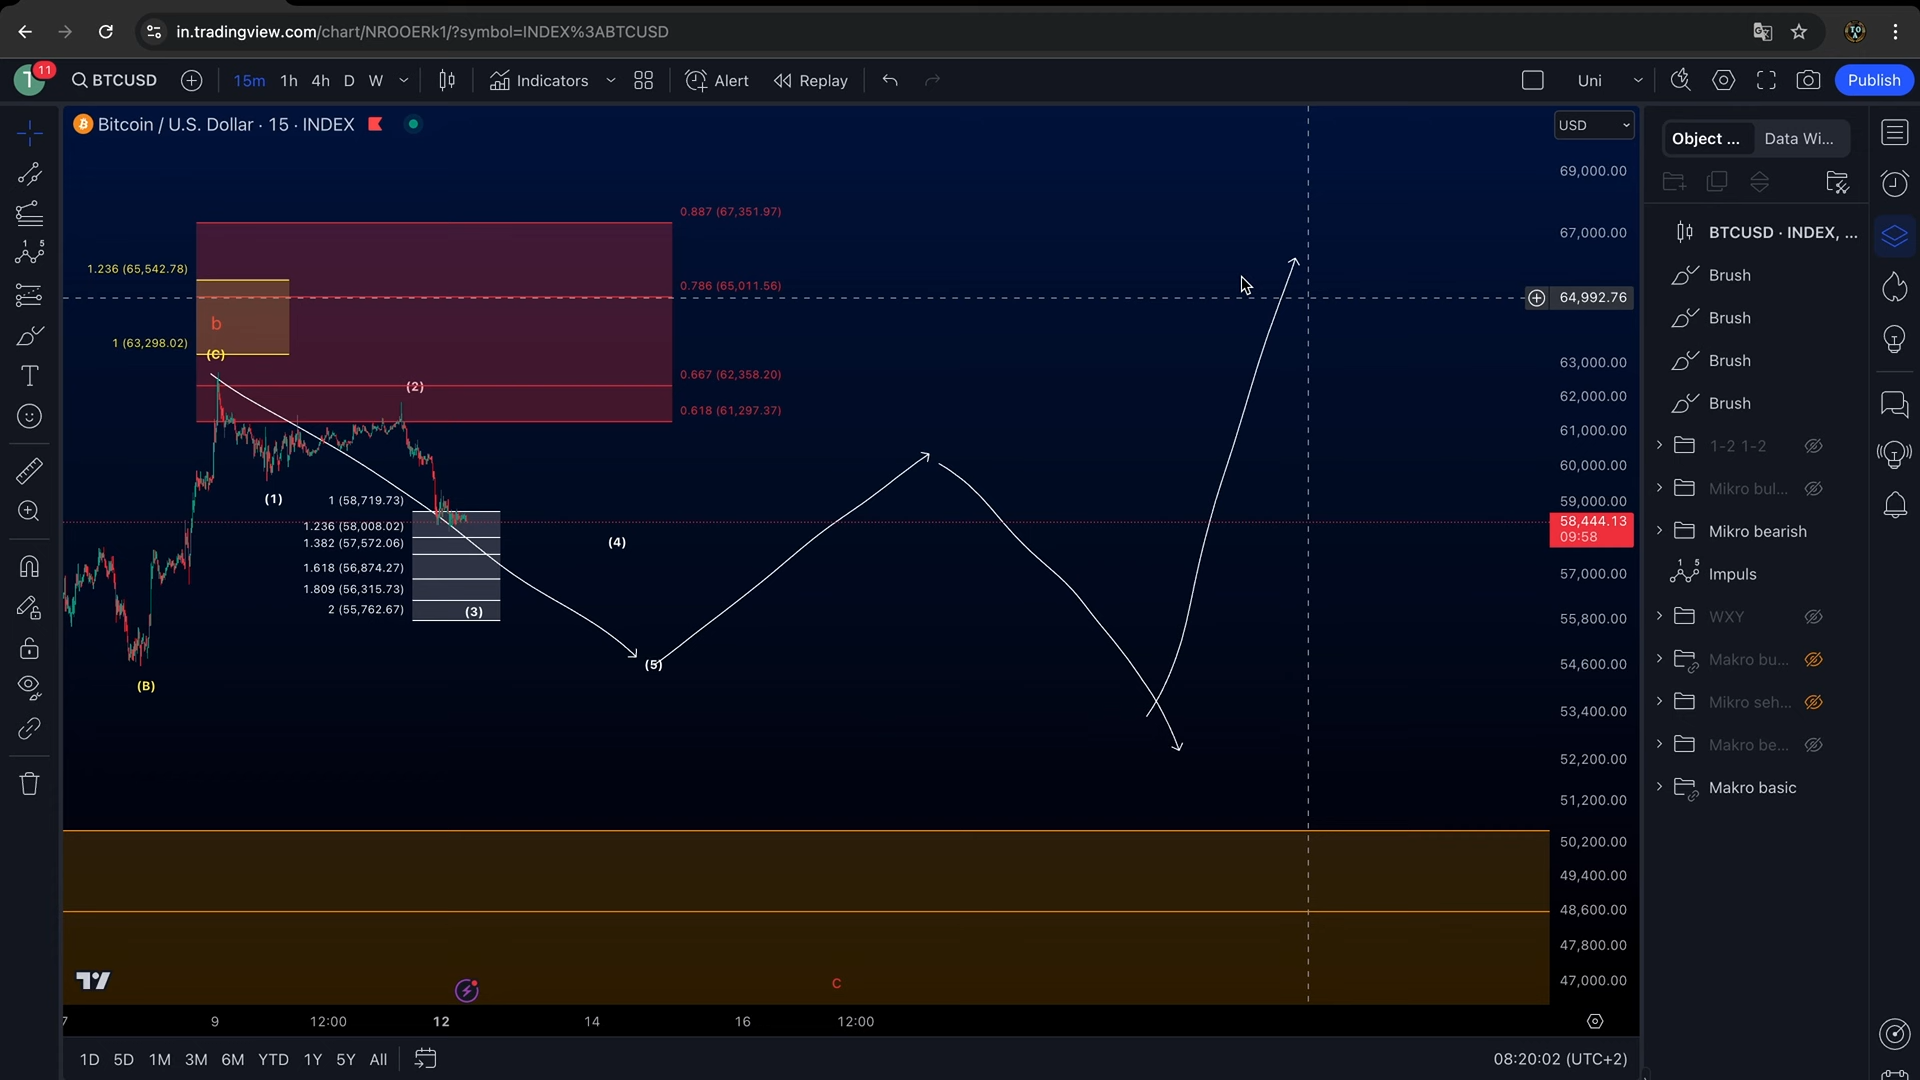 in.tradingview.com/chart/NROOERk1/?symbol=INDEX%3ABTCUSD
T
11
BTCUSD
15m
1h
4h
D
W
Indicators
Alert
Replay
Uni
Publish
Bitcoin / U.S. Dollar · 15 · INDEX
USD
Object ...
Data Wi...
69,000.00
67,000.00
64,992.76
63,000.00
62,000.00
61,000.00
60,000.00
59,000.00
58,444.13
09:58
57,000.00
55,800.00
54,600.00
53,400.00
52,200.00
51,200.00
50,200.00
49,400.00
48,600.00
47,800.00
47,000.00
0.887 (67,351.97)
0.786 (65,011.56)
0.667 (62,358.20)
0.618 (61,297.37)
1.236 (65,542.78)
1 (63,298.02)
b
(C)
(2)
(1)
1 (58,719.73)
1.236 (58,008.02)
1.382 (57,572.06)
1.618 (56,874.27)
1.809 (56,315.73)
2 (55,762.67)
(3)
(4)
(5)
(B)
C
BTCUSD · INDEX, ...
Brush
Brush
Brush
Brush
1-2 1-2
Mikro bul...
Mikro bearish
Impuls
WXY
Makro bu...
Mikro seh...
Makro be...
Makro basic
7
9
12:00
12
14
16
12:00
1D
5D
1M
3M
6M
YTD
1Y
5Y
All
08:20:02 (UTC+2)